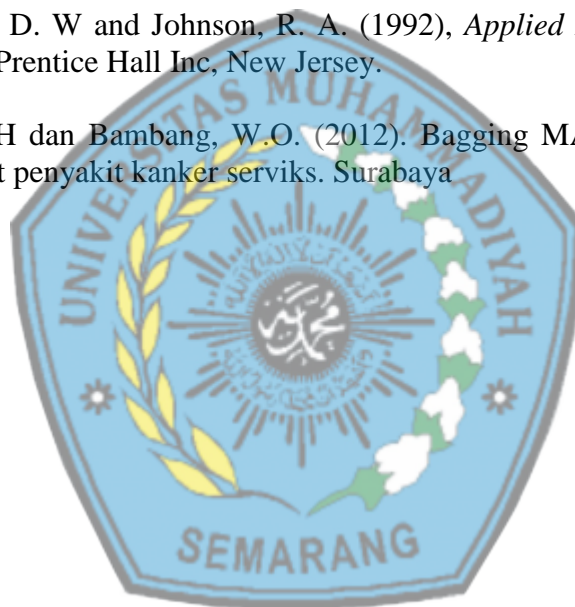 D. W and Johnson, R. A. (1992), Applied
Prentice Hall Inc, New Jersey.
H dan Bambang, W.O. (2012). Bagging MA
t penyakit kanker serviks. Surabaya
UNIVERSITAS MUHAMMADIYAH
SEMARANG